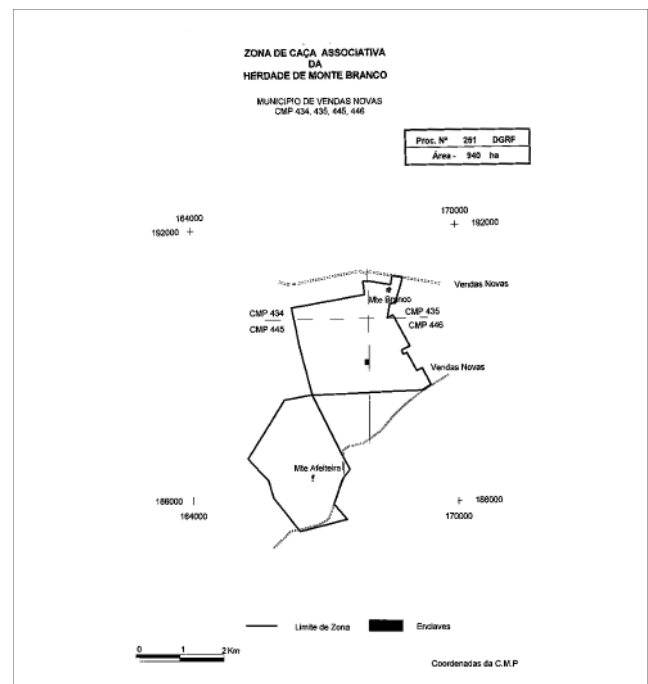 ZONA DE CAÇA ASSOCIATIVA
DA
HERDADE DE MONTE BRANCO
MUNICIPIO DE VENDAS NOVAS
CMP 434, 435, 445, 446
Proc. Nº 251 DGRF
Área - 940 ha
164000
192000
170000
192000
Vendas Novas
Mte Branco
CMP 434
CMP 445
CMP 435
CMP 446
Vendas Novas
Mte Afeiteira
186000
164000
186000
170000
Limite de Zona
Enclaves
0 1 2 Km
Coordenadas da C.M.P